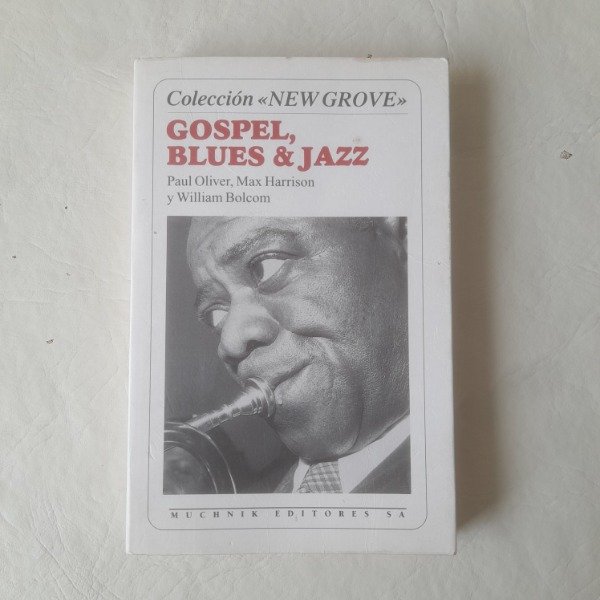 Colección «NEW GROVE»
GOSPEL,
BLUES & JAZZ
Paul Oliver, Max Harrison
y William Bolcom
MUCHNIK EDITORES SA